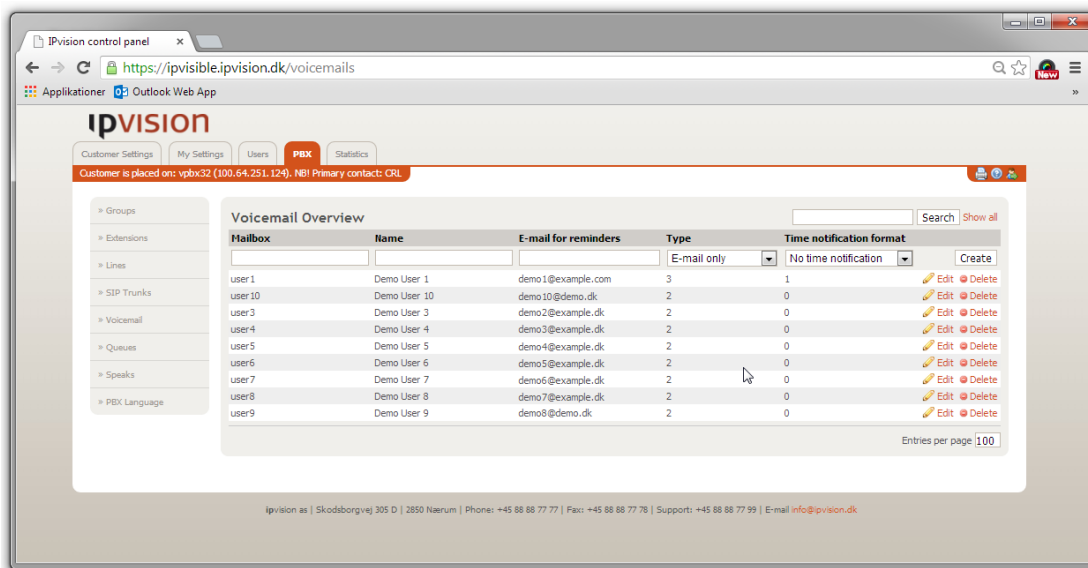 IPvision control panel
https://ipvisible.ipvision.dk/voicemails
New
Applikationer Outlook Web App »
ipvision
Customer Settings My Settings Users PBX Statistics
Customer is placed on: vpbx32 (100.64.251.124). NB! Primary contact: CRL
» Groups
» Extensions
» Lines
» SIP Trunks
» Voicemail
» Queues
» Speaks
» PBX Language
Voicemail Overview Search Show all
Mailbox Name E-mail for reminders Type Time notification format
E-mail only No time notification Create
user1 Demo User 1 demo1@example.com 3 1 Edit Delete
user10 Demo User 10 demo10@demo.dk 2 0 Edit Delete
user3 Demo User 3 demo2@example.dk 2 0 Edit Delete
user4 Demo User 4 demo3@example.dk 2 0 Edit Delete
user5 Demo User 5 demo4@example.dk 2 0 Edit Delete
user6 Demo User 6 demo5@example.dk 2 0 Edit Delete
user7 Demo User 7 demo6@example.dk 2 0 Edit Delete
user8 Demo User 8 demo7@example.dk 2 0 Edit Delete
user9 Demo User 9 demo8@demo.dk 2 0 Edit Delete
Entries per page 100
ipvision as | Skodsborgvej 305 D | 2850 Nærum | Phone: +45 88 88 77 77 | Fax: +45 88 88 77 78 | Support: +45 88 88 77 99 | E-mail info@ipvision.dk